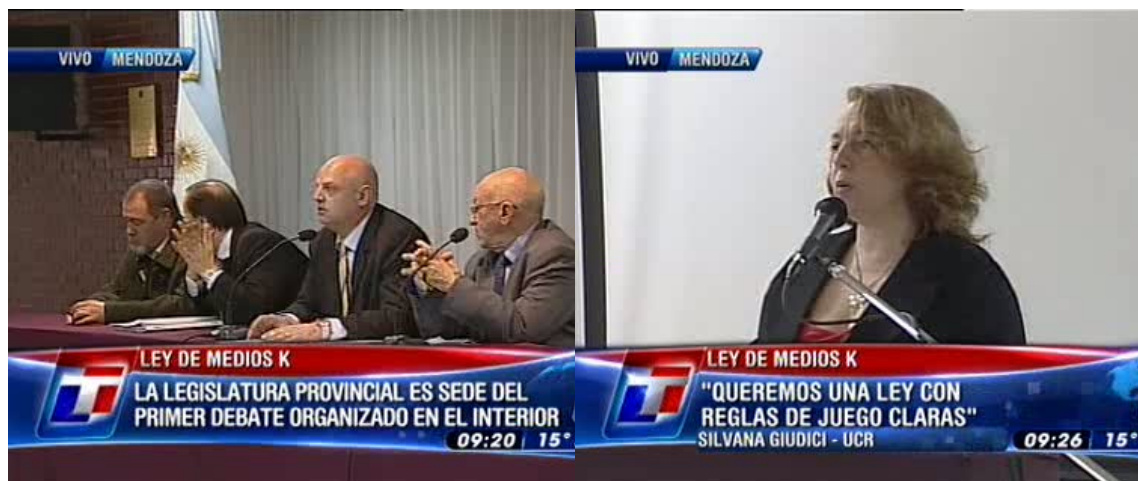 VIVO MENDOZA
LEY DE MEDIOS K
LA LEGISLATURA PROVINCIAL ES SEDE DEL
PRIMER DEBATE ORGANIZADO EN EL INTERIOR
09:20 15°
VIVO MENDOZA
LEY DE MEDIOS K
"QUEREMOS UNA LEY CON
REGLAS DE JUEGO CLARAS"
SILVANA GIUDICI - UCR
09:26 15°